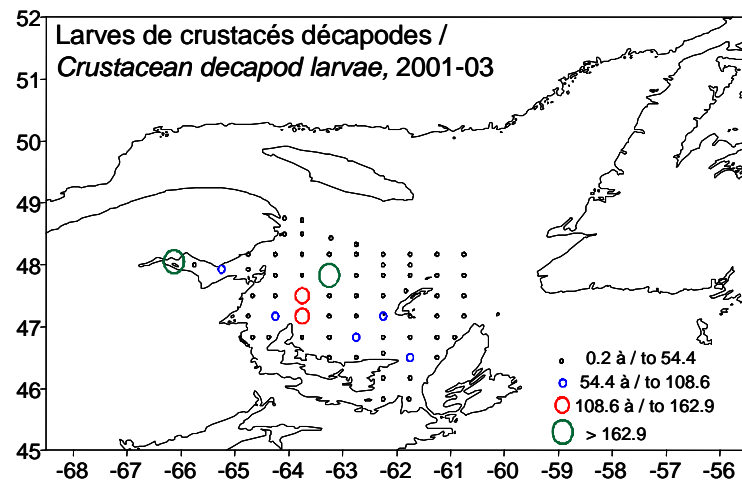 Larves de crustacés décapodes /
Crustacean decapod larvae, 2001-03
52
51
50
49
48
47
46
45
0.2 à / to 54.4
54.4 à / to 108.6
108.6 à / to 162.9
> 162.9
-68 -67 -66 -65 -64 -63 -62 -61 -60 -59 -58 -57 -56